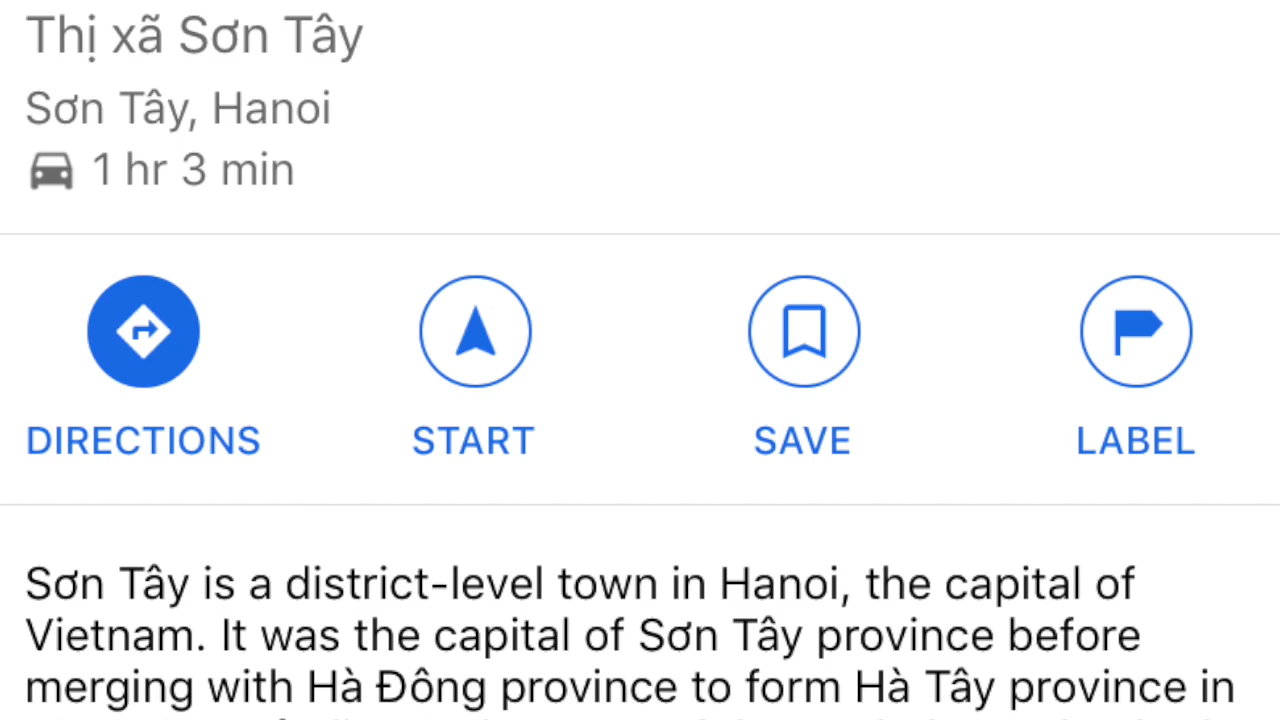 Thị xã Sơn Tây
Sơn Tây, Hanoi
1 hr 3 min
DIRECTIONS START SAVE LABEL
Sơn Tây is a district-level town in Hanoi, the capital of
Vietnam. It was the capital of Sơn Tây province before
merging with Hà Đông province to form Hà Tây province in